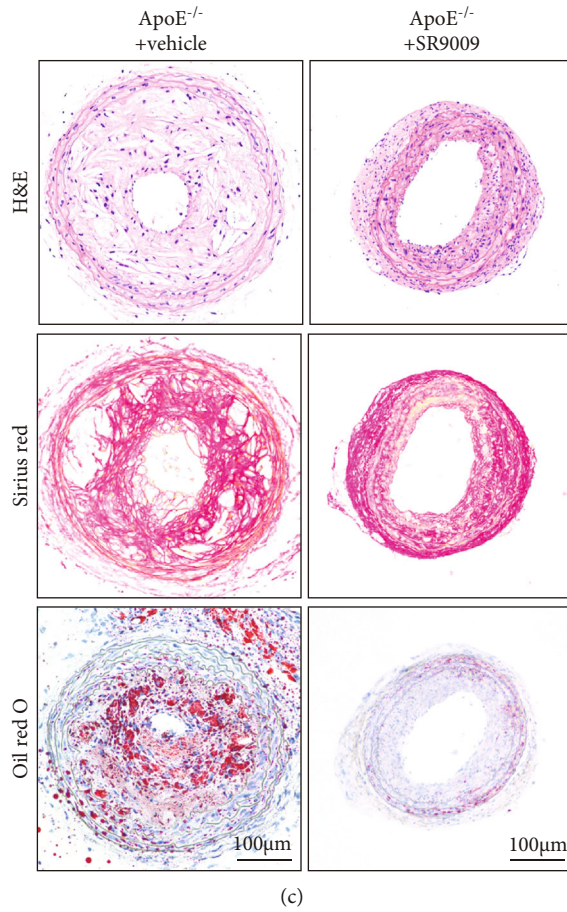 ApoE⁻/⁻
+vehicle
ApoE⁻/⁻
+SR9009
H&E
Sirius red
Oil red O
100μm
100μm
(c)